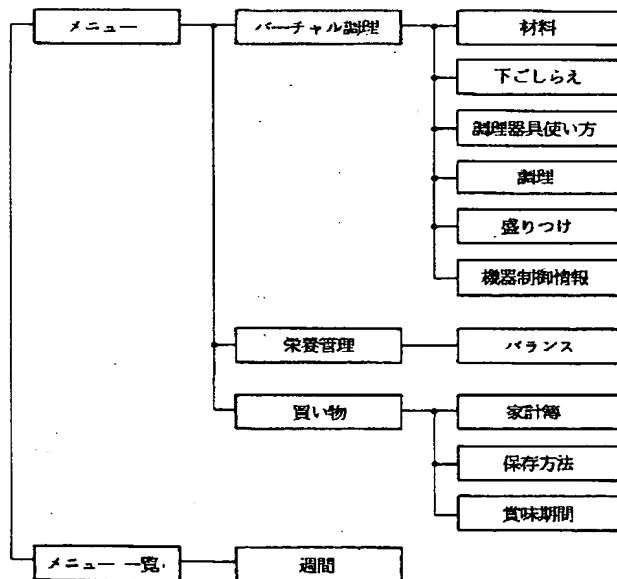 メニュー
バーチャル調理
材料
下ごしらえ
調理器具使い方
調理
盛りつけ
機器制御情報
栄養管理
バランス
買い物
家計簿
保存方法
賞味期間
メニュー 一覧
週間